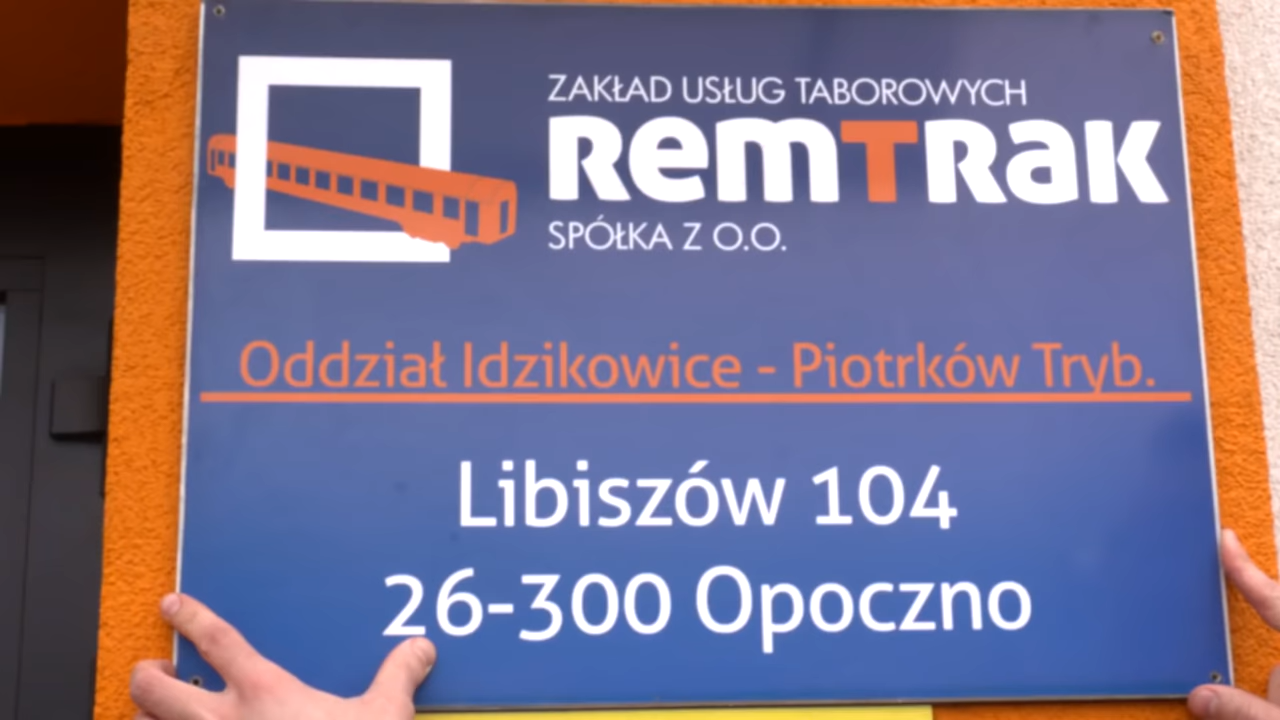 ZAKŁAD USŁUG TABOROWYCH
RemTRak
SPÓŁKA Z O.O.
Oddział Idzikowice - Piotrków Tryb.
Libiszów 104
26-300 Opoczno